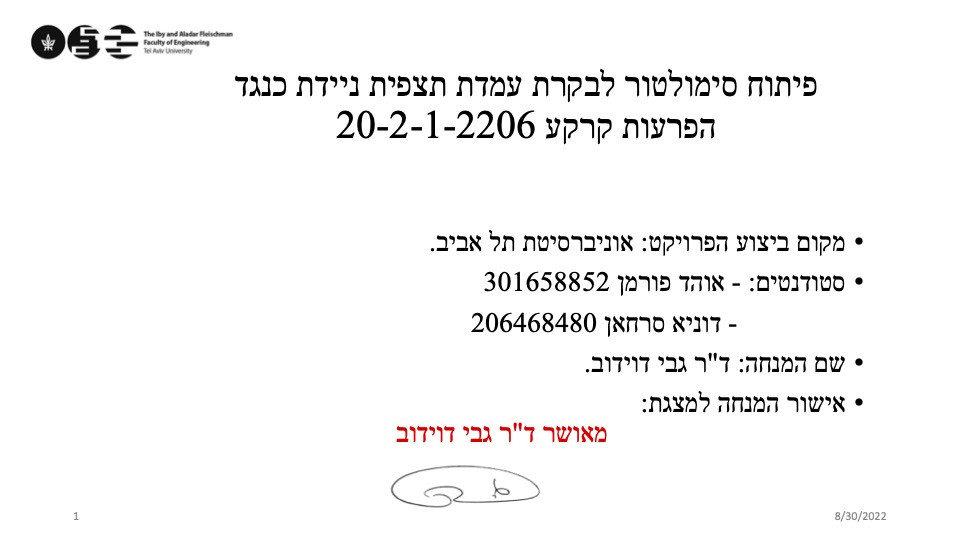 The Iby and Aladar Fleischman
Faculty of Engineering
Tel Aviv University
פיתוח סימולטור לבקרת עמדת תצפית ניידת כנגד
הפרעות קרקע 20-2-1-2206
• מקום ביצוע הפרויקט: אוניברסיטת תל אביב.
• סטודנטים: - אוהד פורמן 301658852
- דוניא סרחאן 206468480
• שם המנחה: ד"ר גבי דוידוב.
• אישור המנחה למצגת:
מאושר ד"ר גבי דוידוב
1
8/30/2022